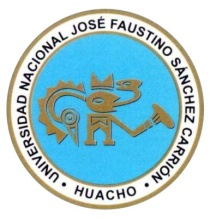 UNIVERSIDAD NACIONAL JOSÉ FAUSTINO SÁNCHEZ CARRIÓN
• HUACHO •